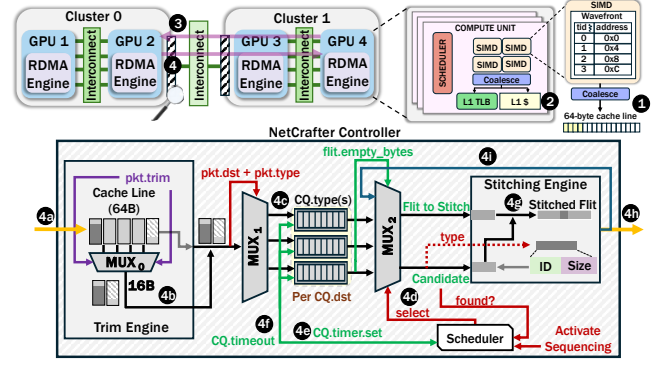 Cluster 0
Cluster 1
GPU 1
GPU 2
GPU 3
GPU 4
RDMA Engine
RDMA Engine
RDMA Engine
RDMA Engine
Interconnect
Interconnect
Interconnect
3
4
COMPUTE UNIT
SCHEDULER
SIMD
SIMD
SIMD
SIMD
Coalesce
L1 TLB
L1 $
2
SIMD
Wavefront
tid address
0 0x0
1 0x4
2 0x8
3 0xC
Coalesce
1
64-byte cache line
NetCrafter Controller
pkt.trim
Cache Line
(64B)
MUX0
16B
4a
4b
Trim Engine
pkt.dst + pkt.type
MUX1
4c
CQ.type(s)
Per CQ.dst
4f
CQ.timeout
4e
CQ.timer.set
flit.empty_bytes
MUX2
4d
select
4i
Flit to Stitch
type
Candidate
found?
Scheduler
Activate
Sequencing
Stitching Engine
4g
Stitched Flit
ID
Size
4h